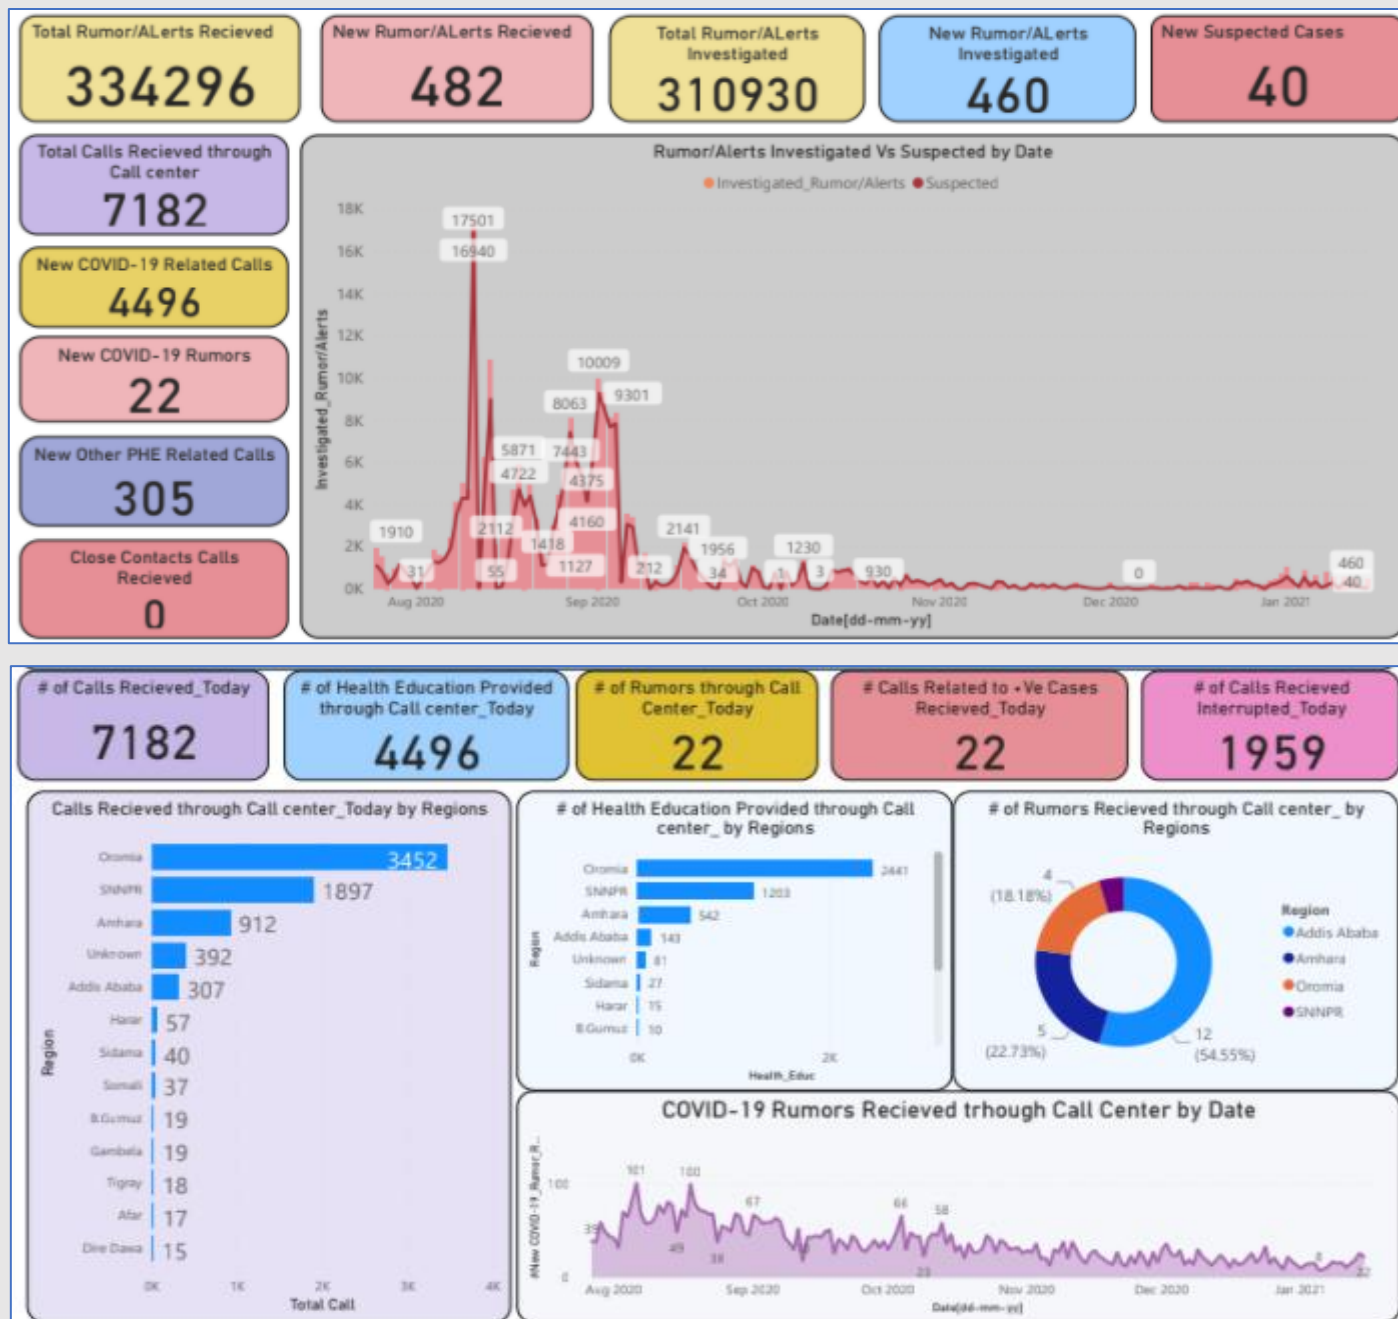 Total Rumor/ALerts Recieved
334296
New Rumor/ALerts Recieved
482
Total Rumor/ALerts
Investigated
310930
New Rumor/ALerts
Investigated
460
New Suspected Cases
40
Total Calls Recieved through
Call center
7182
New COVID-19 Related Calls
4496
New COVID-19 Rumors
22
New Other PHE Related Calls
305
Close Contacts Calls
Recieved
0
Rumor/Alerts Investigated Vs Suspected by Date
Investigated_Rumor/Alerts Suspected
Investigated_Rumor/Alerts
18K
16K
14K
12K
10K
8K
6K
4K
2K
0K
17501
16940
10009
9301
8063
5871
7443
4722
4375
2112
4160
1910
1418
2141
1956
1230
31
55
1127
212
34
1
3
930
0
460
40
Aug 2020 Sep 2020 Oct 2020 Nov 2020 Dec 2020 Jan 2021
Date[dd-mm-yy]
# of Calls Recieved_Today
7182
# of Health Education Provided
through Call center_Today
4496
# of Rumors through Call
Center_Today
22
# Calls Related to +Ve Cases
Recieved_Today
22
# of Calls Recieved
Interrupted_Today
1959
Calls Recieved through Call center_Today by Regions
Region
Oromia 3452
SNNPR 1897
Amhara 912
Unknown 392
Addis Ababa 307
Harar 57
Sidama 40
Somali 37
B.Gumuz 19
Gambela 19
Tigray 18
Afar 17
Dire Dawa 15
0K 1K 2K 3K 4K
Total Call
# of Health Education Provided through Call
center_ by Regions
Region
Oromia 2441
SNNPR 1203
Amhara 542
Addis Ababa 143
Unknown 81
Sidama 27
Harar 15
B.Gumuz 10
0K 2K
Health_Educ
# of Rumors Recieved through Call center_ by
Regions
4
(18.18%)
5
(22.73%)
12
(54.55%)
Region
Addis Ababa
Amhara
Oromia
SNNPR
COVID-19 Rumors Recieved trhough Call Center by Date
#New COVID-19_Rumor_R...
100
0
39
101
49
100
38
67
66
23
58
22
Aug 2020 Sep 2020 Oct 2020 Nov 2020 Dec 2020 Jan 2021
Date[dd-mm-yy]